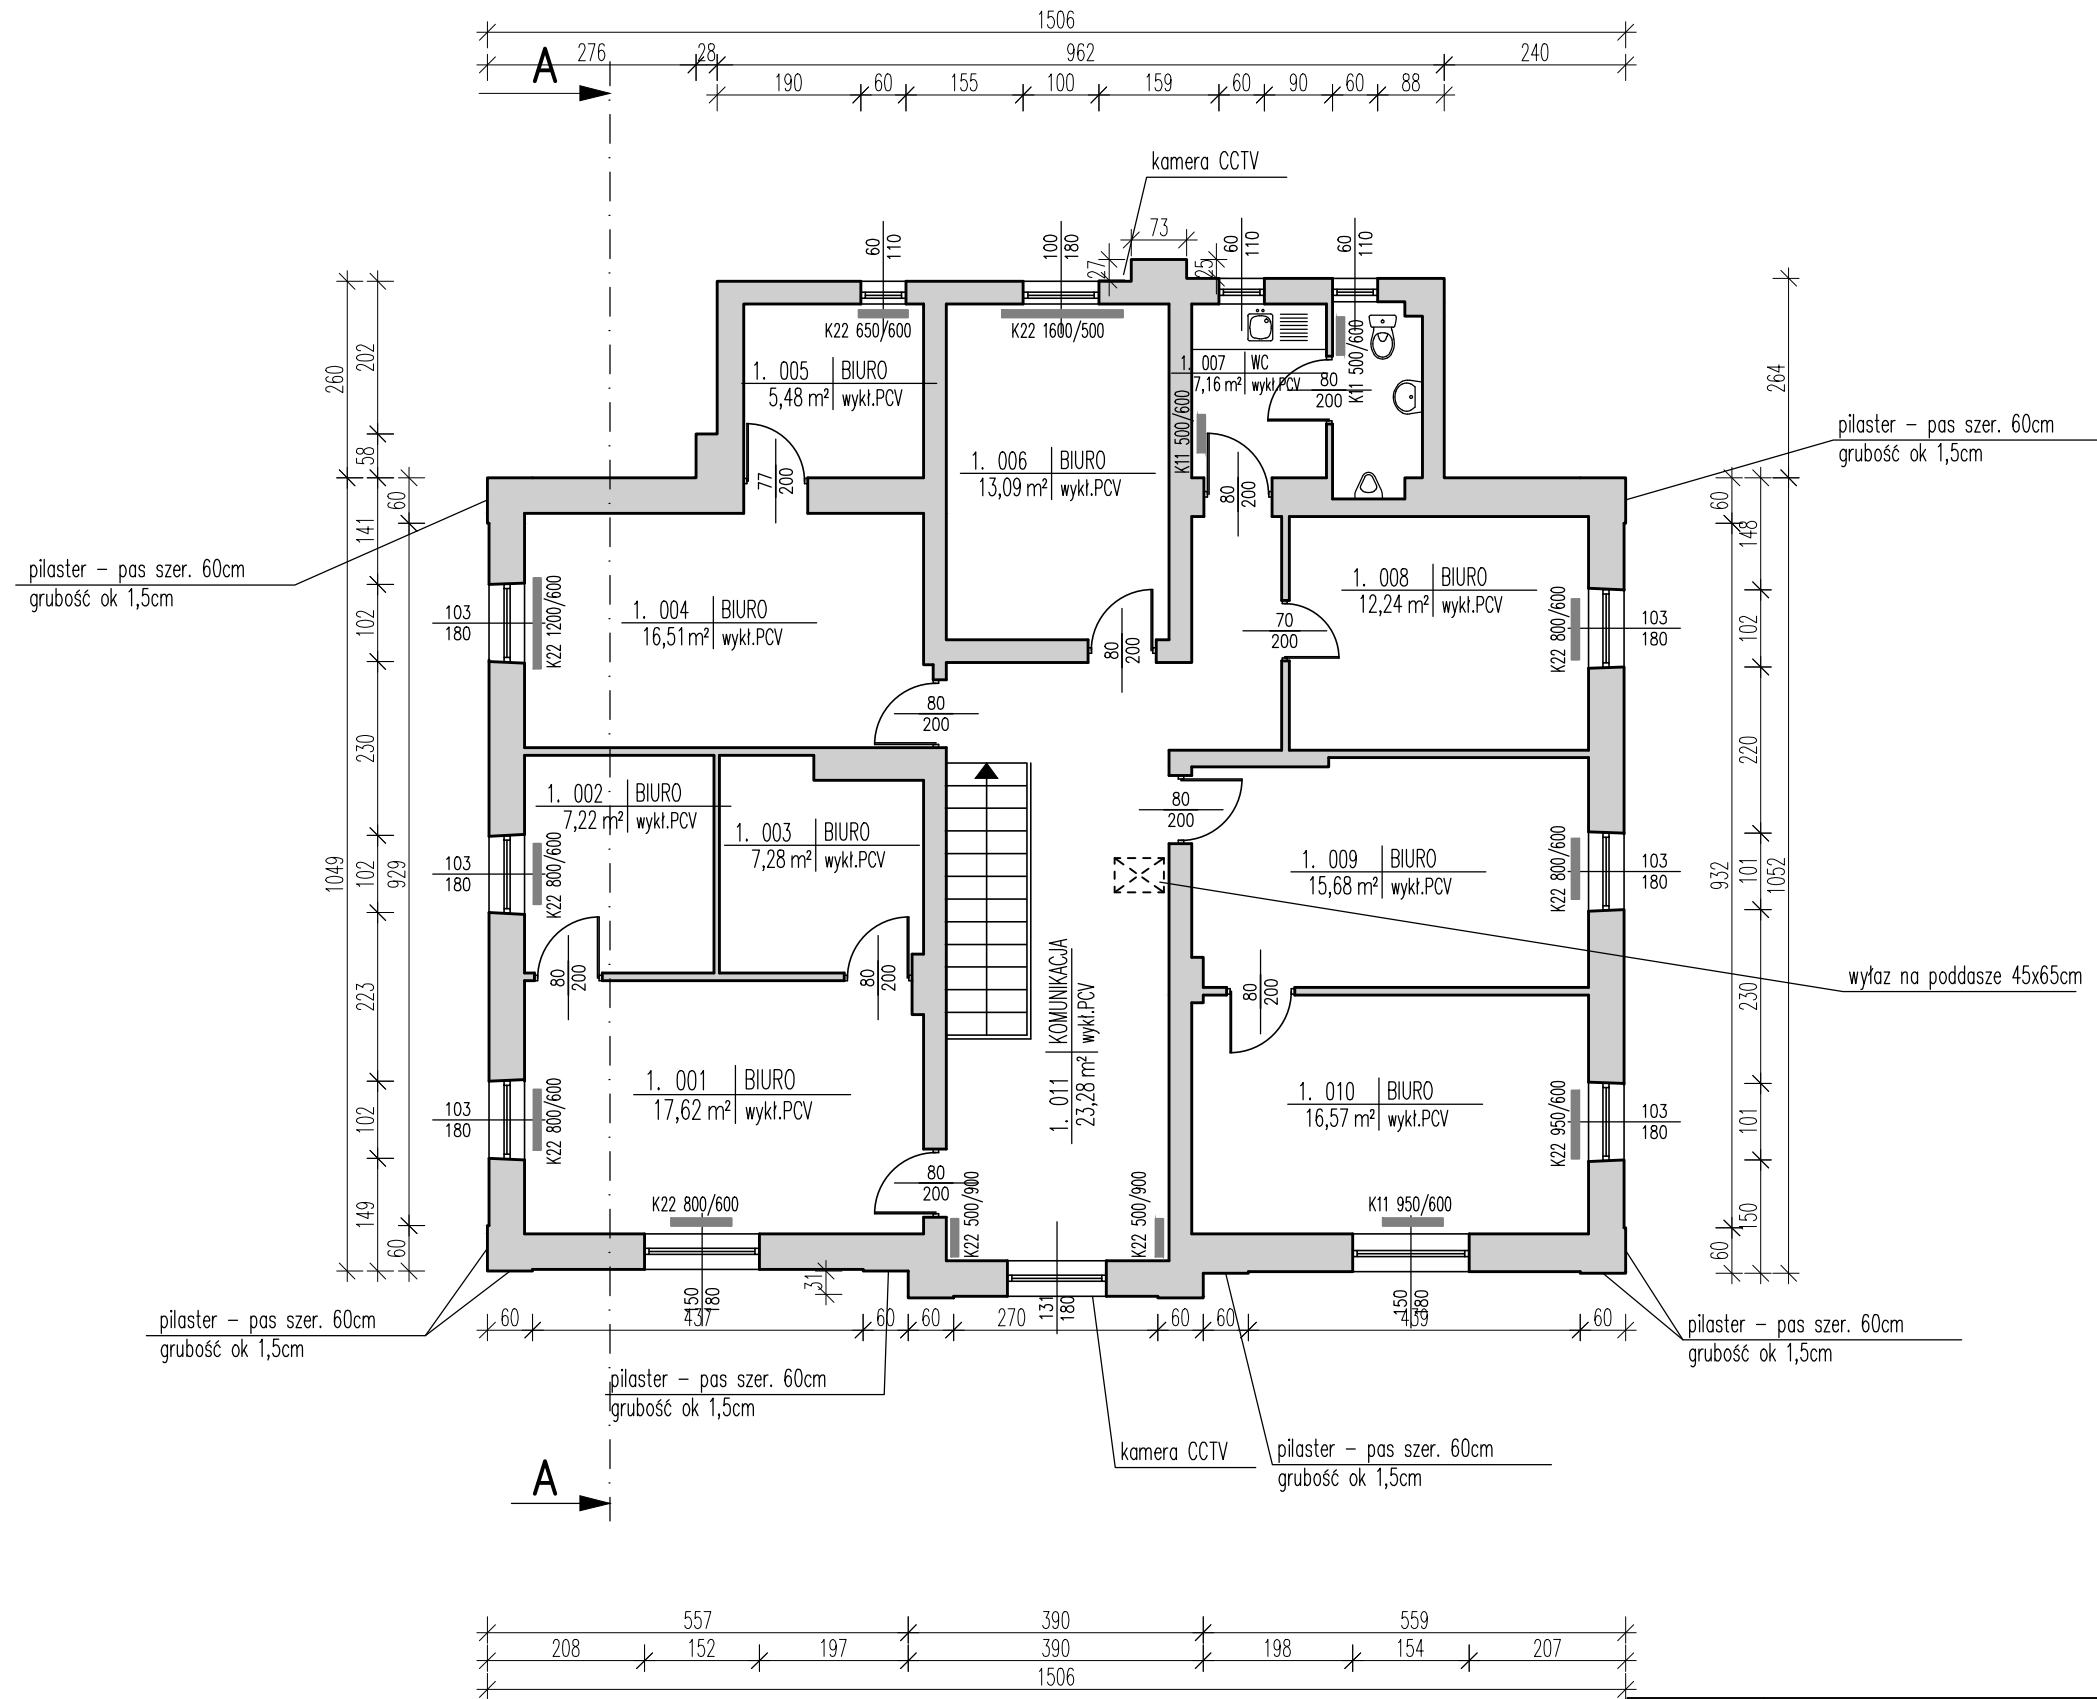 1506
276 28 962 240
A
190 60 155 100 159 60 90 60 88
kamera CCTV
73
60 110
100 180
60 110
60 110
27
25
K22 650/600
K22 1600/500
K11 500/600
1. 005 BIURO
5,48 m² wykł.PCV
1. 007 WC
7,16 m² wykł.PCV
80
200
K11 500/600
1. 006 BIURO
13,09 m² wykł.PCV
77 200
80 200
260
202
58
60
264
pilaster – pas szer. 60cm
grubość ok 1,5cm
60
148
141
pilaster – pas szer. 60cm
grubość ok 1,5cm
102
103
180
K22 1200/600
1. 004 BIURO
16,51 m² wykł.PCV
80 200
70
200
1. 008 BIURO
12,24 m² wykł.PCV
K22 800/600
103
180
102
230
80
200
220
1. 002 BIURO
7,22 m² wykł.PCV
1. 003 BIURO
7,28 m² wykł.PCV
80
200
1049
102
929
103
180
K22 800/600
1. 009 BIURO
15,68 m² wykł.PCV
K22 800/600
103
180
932
101
1052
wyłaz na poddasze 45x65cm
223
80 200
80 200
80 200
230
1. 011 KOMUNIKACJA
23,28 m² wykł.PCV
1. 001 BIURO
17,62 m² wykł.PCV
1. 010 BIURO
16,57 m² wykł.PCV
102
103
180
K22 800/600
K22 950/600
103
180
101
149
60
K22 800/600
80
200
K22 500/900
K22 500/900
K11 950/600
150
60
31
150 180
131 180
150 180
60 437 60 60 270 60 60 439 60
pilaster – pas szer. 60cm
grubość ok 1,5cm
pilaster – pas szer. 60cm
grubość ok 1,5cm
pilaster – pas szer. 60cm
grubość ok 1,5cm
kamera CCTV
pilaster – pas szer. 60cm
grubość ok 1,5cm
A
557 390 559
208 152 197 390 198 154 207
1506